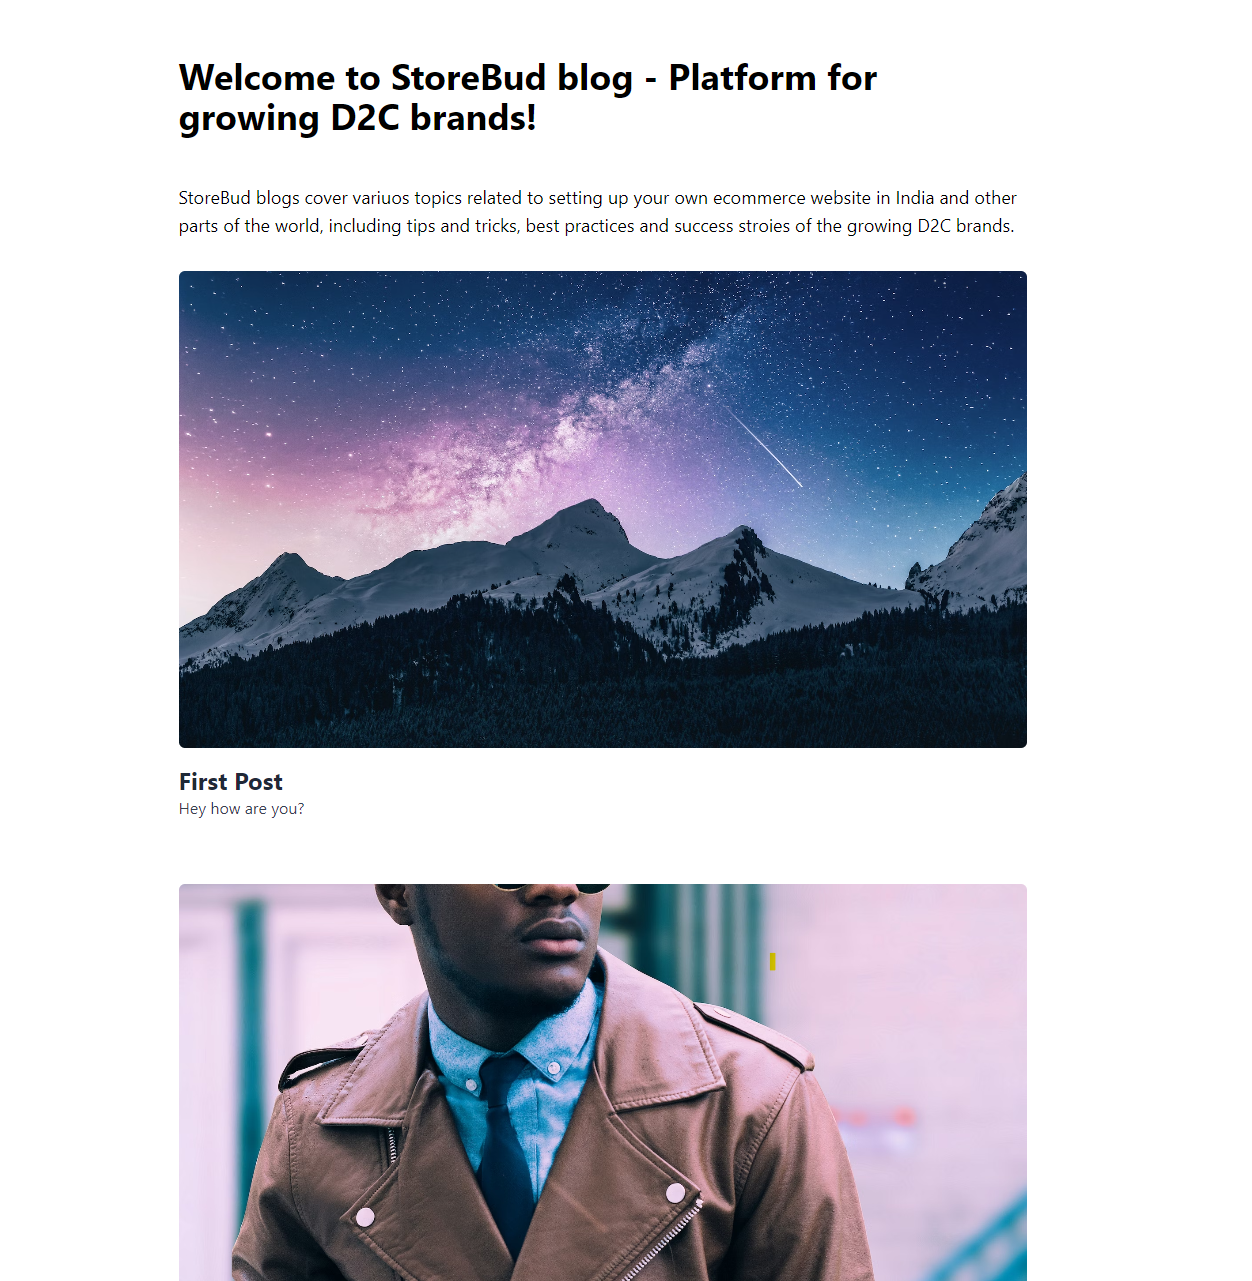 Welcome to StoreBud blog - Platform for
growing D2C brands!
StoreBud blogs cover variuos topics related to setting up your own ecommerce website in India and other
parts of the world, including tips and tricks, best practices and success stroies of the growing D2C brands.
First Post
Hey how are you?